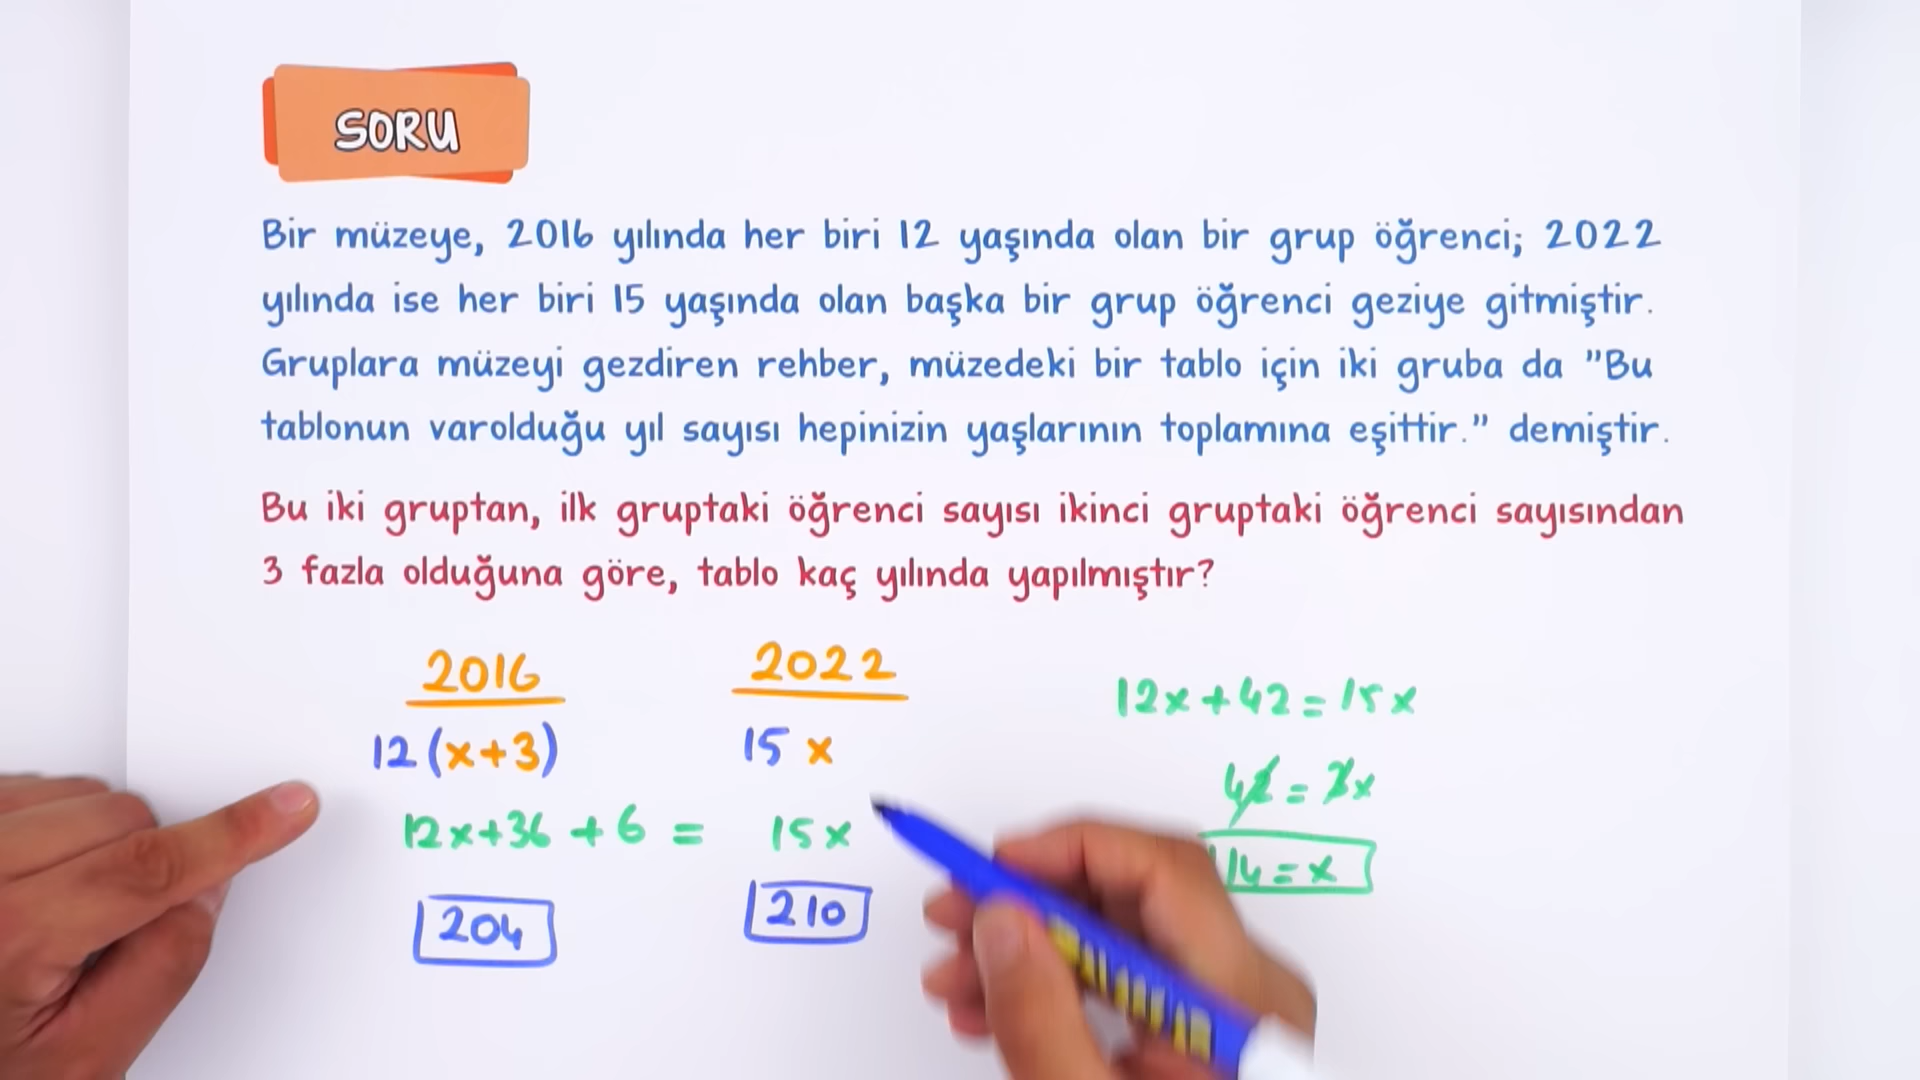 SORU
Bir müzeye, 2016 yılında her biri 12 yaşında olan bir grup öğrenci; 2022
yılında ise her biri 15 yaşında olan başka bir grup öğrenci geziye gitmiştir.
Gruplara müzeyi gezdiren rehber, müzedeki bir tablo için iki gruba da "Bu
tablonun varolduğu yıl sayısı hepinizin yaşlarının toplamına eşittir." demiştir.
Bu iki gruptan, ilk gruptaki öğrenci sayısı ikinci gruptaki öğrenci sayısından
3 fazla olduğuna göre, tablo kaç yılında yapılmıştır?
2016 2022
12(x+3) 15x
12x+36+6 = 15x
204 210
12x+42=15x
42=3x
14=x